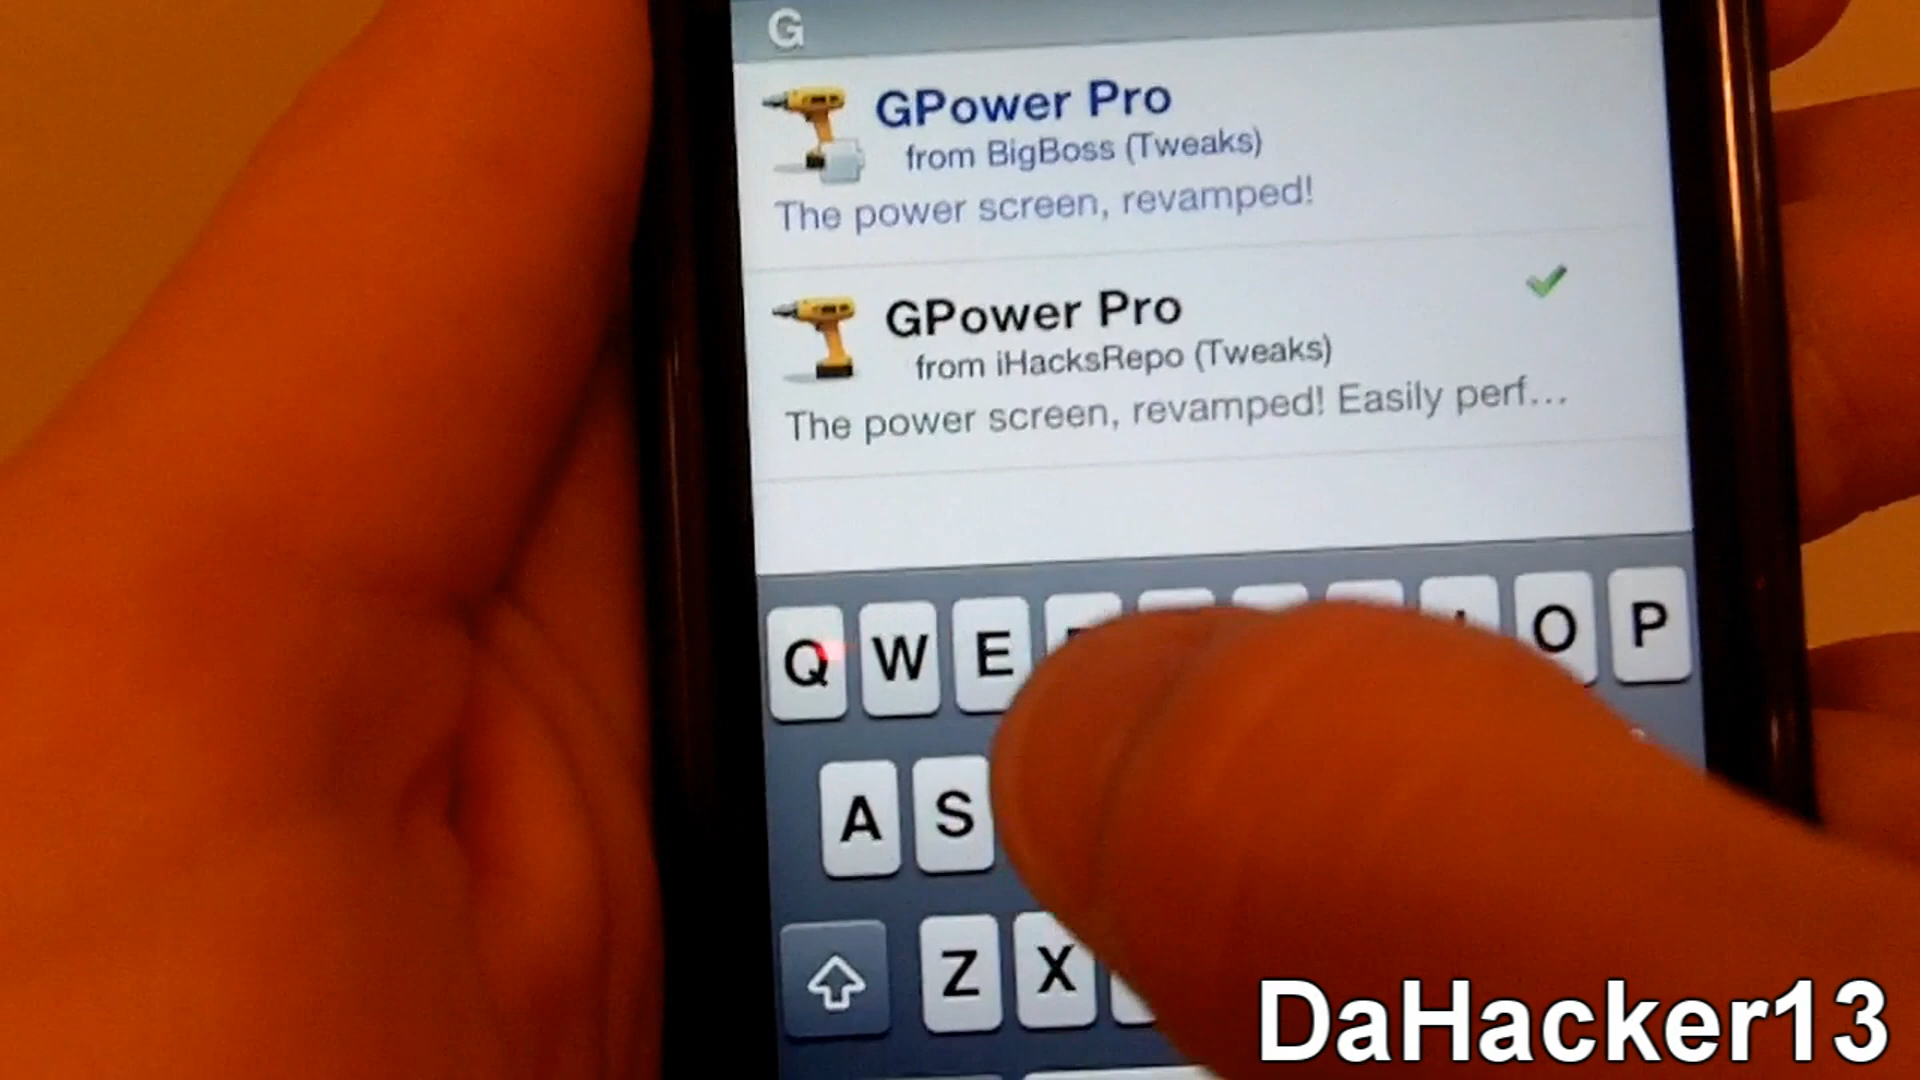 G
GPower Pro
from BigBoss (Tweaks)
The power screen, revamped!
GPower Pro
from iHacksRepo (Tweaks)
The power screen, revamped! Easily perf...
Q W E O P
A S
Z X
DaHacker13